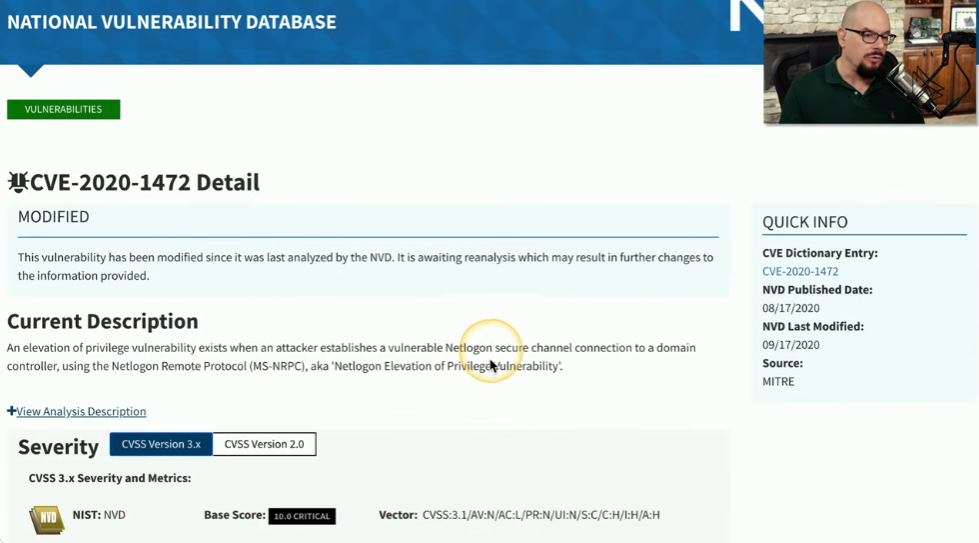 NATIONAL VULNERABILITY DATABASE
VULNERABILITIES
CVE-2020-1472 Detail
MODIFIED
This vulnerability has been modified since it was last analyzed by the NVD. It is awaiting reanalysis which may result in further changes to
the information provided.
Current Description
An elevation of privilege vulnerability exists when an attacker establishes a vulnerable Netlogon secure channel connection to a domain
controller, using the Netlogon Remote Protocol (MS-NRPC), aka 'Netlogon Elevation of Privilege Vulnerability'.
+View Analysis Description
Severity
CVSS Version 3.x
CVSS Version 2.0
CVSS 3.x Severity and Metrics:
NVD
NIST: NVD
Base Score: 10.0 CRITICAL
Vector: CVSS:3.1/AV:N/AC:L/PR:N/UI:N/S:C/C:H/I:H/A:H
QUICK INFO
CVE Dictionary Entry:
CVE-2020-1472
NVD Published Date:
08/17/2020
NVD Last Modified:
09/17/2020
Source:
MITRE